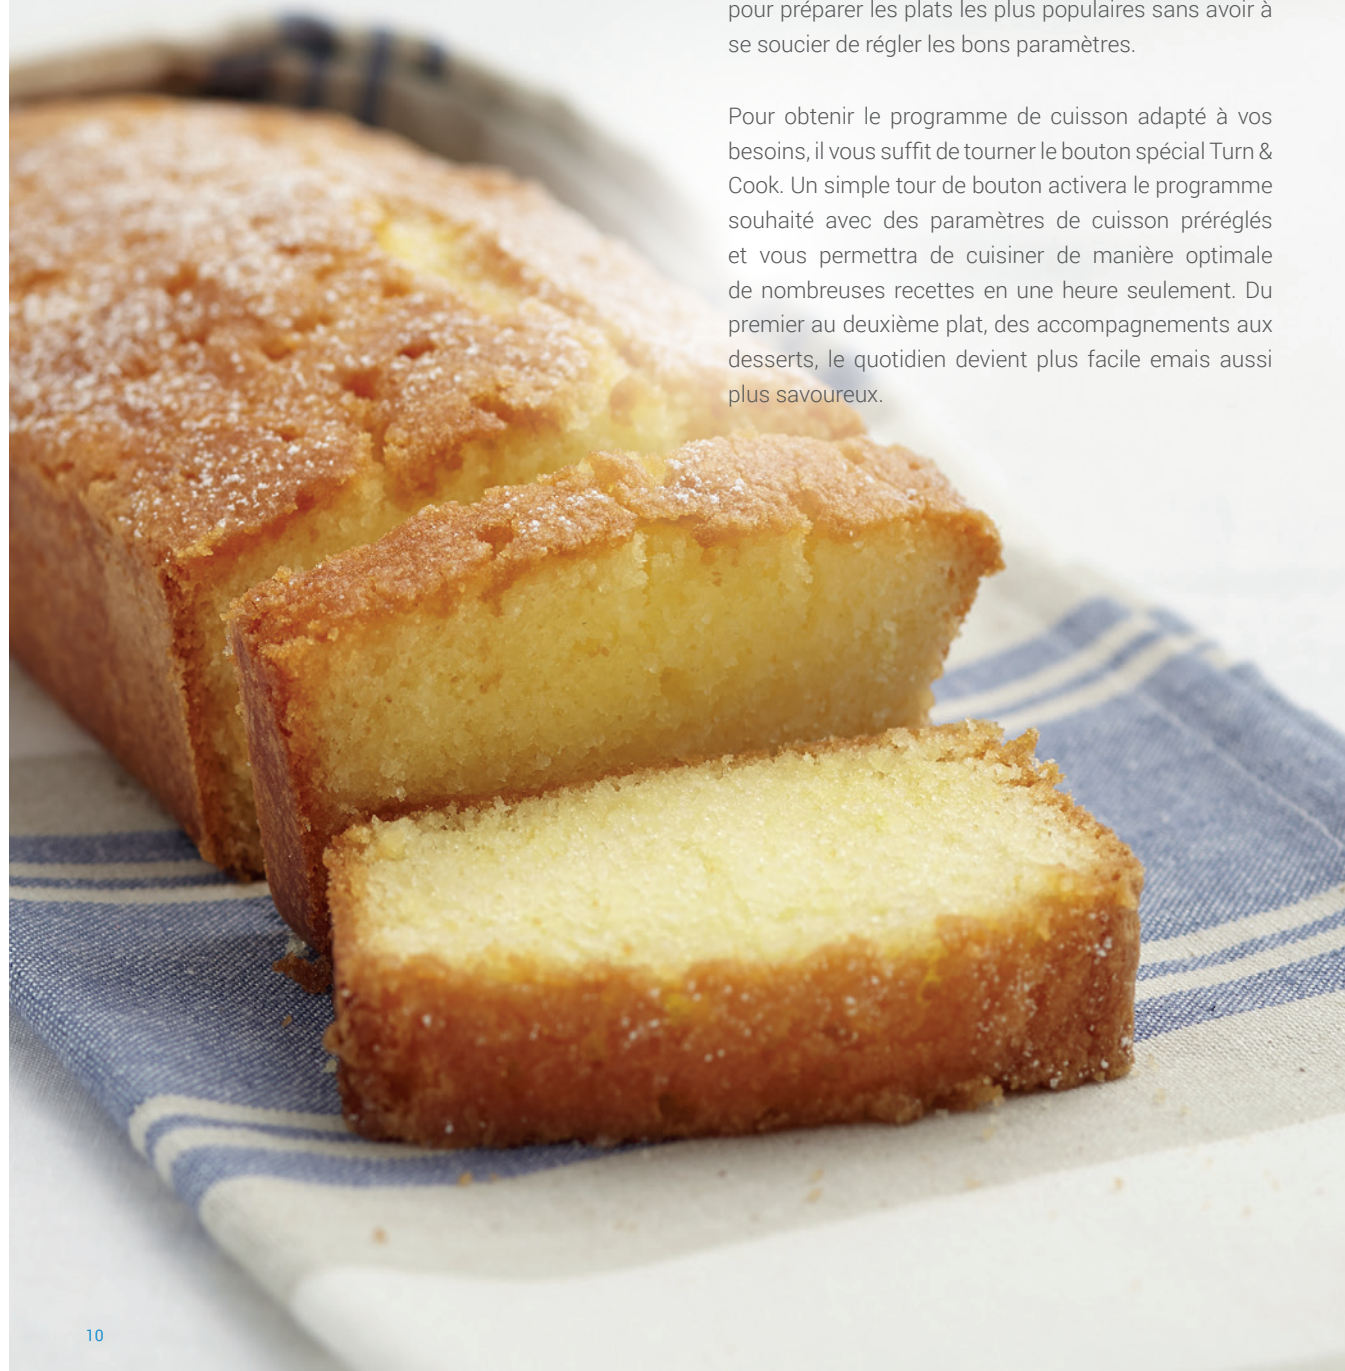 pour préparer les plats les plus populaires sans avoir à
se soucier de régler les bons paramètres.
Pour obtenir le programme de cuisson adapté à vos
besoins, il vous suffit de tourner le bouton spécial Turn &
Cook. Un simple tour de bouton activera le programme
souhaité avec des paramètres de cuisson préréglés
et vous permettra de cuisiner de manière optimale
de nombreuses recettes en une heure seulement. Du
premier au deuxième plat, des accompagnements aux
desserts, le quotidien devient plus facile emais aussi
plus savoureux.
10